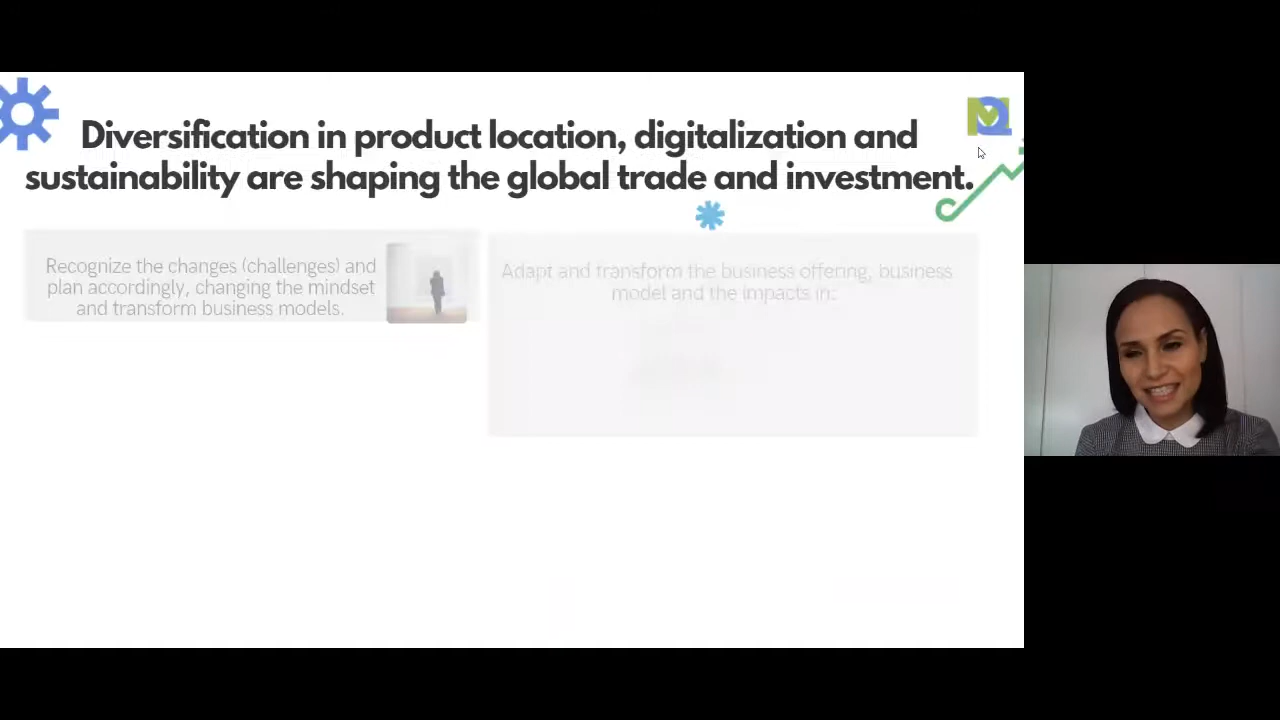 Diversification in product location, digitalization and
sustainability are shaping the global trade and investment.
Recognize the changes (challenges) and
plan accordingly, changing the mindset
and transform business models.
Adapt and transform the business offering, business
model and the impacts in: